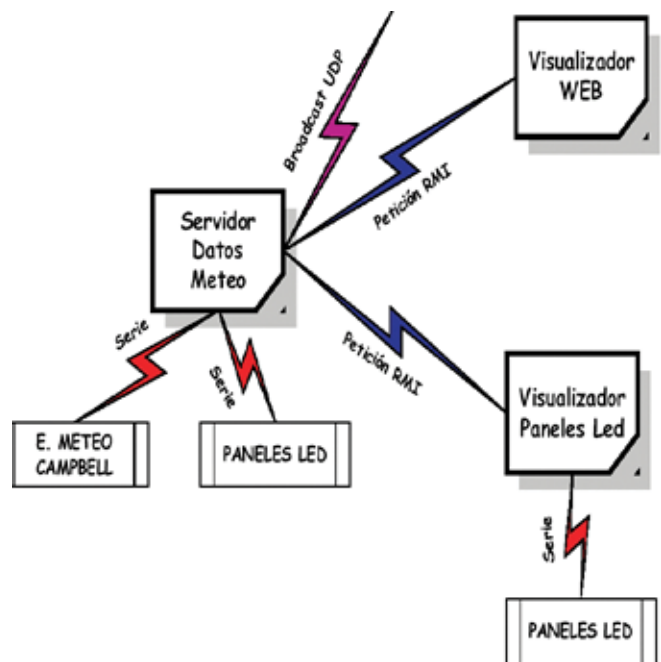 Broadcast UDP
Visualizador
WEB
Petición RMI
Servidor
Datos
Meteo
Serie
Serie
Petición RMI
Visualizador
Paneles Led
E. METEO
CAMPBELL
PANELES LED
Serie
PANELES LED